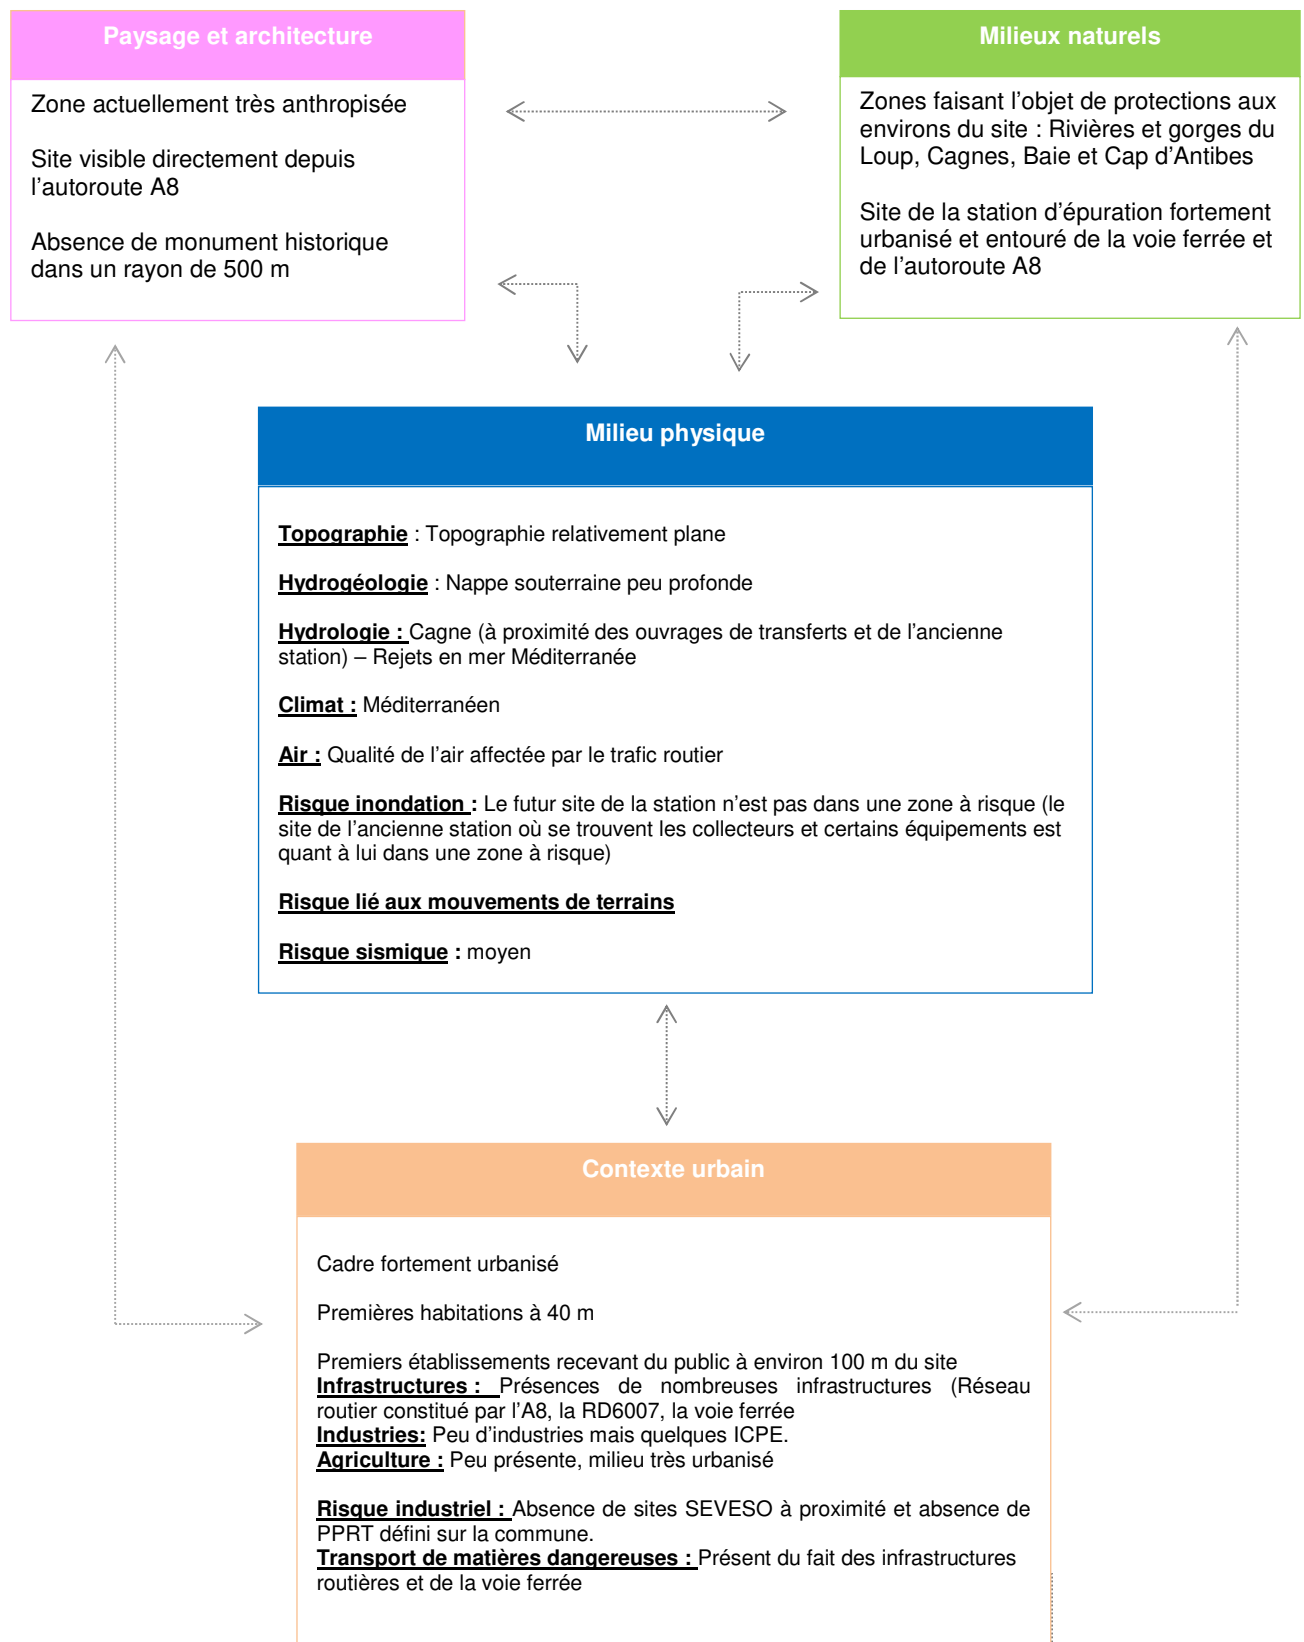 Paysage et architecture
Zone actuellement très anthropisée
Site visible directement depuis
l’autoroute A8
Absence de monument historique
dans un rayon de 500 m
Milieux naturels
Zones faisant l’objet de protections aux
environs du site : Rivières et gorges du
Loup, Cagnes, Baie et Cap d’Antibes
Site de la station d’épuration fortement
urbanisé et entouré de la voie ferrée et
de l’autoroute A8
Milieu physique
Topographie : Topographie relativement plane
Hydrogéologie : Nappe souterraine peu profonde
Hydrologie : Cagne (à proximité des ouvrages de transferts et de l’ancienne
station) – Rejets en mer Méditerranée
Climat : Méditerranéen
Air : Qualité de l’air affectée par le trafic routier
Risque inondation : Le futur site de la station n’est pas dans une zone à risque (le
site de l’ancienne station où se trouvent les collecteurs et certains équipements est
quant à lui dans une zone à risque)
Risque lié aux mouvements de terrains
Risque sismique : moyen
Contexte urbain
Cadre fortement urbanisé
Premières habitations à 40 m
Premiers établissements recevant du public à environ 100 m du site
Infrastructures : Présences de nombreuses infrastructures (Réseau
routier constitué par l’A8, la RD6007, la voie ferrée
Industries: Peu d’industries mais quelques ICPE.
Agriculture : Peu présente, milieu très urbanisé
Risque industriel : Absence de sites SEVESO à proximité et absence de
PPRT défini sur la commune.
Transport de matières dangereuses : Présent du fait des infrastructures
routières et de la voie ferrée